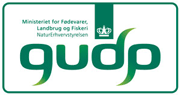 Ministeriet for Fødevarer,
Landbrug og Fiskeri
NaturErhvervstyrelsen
gudp